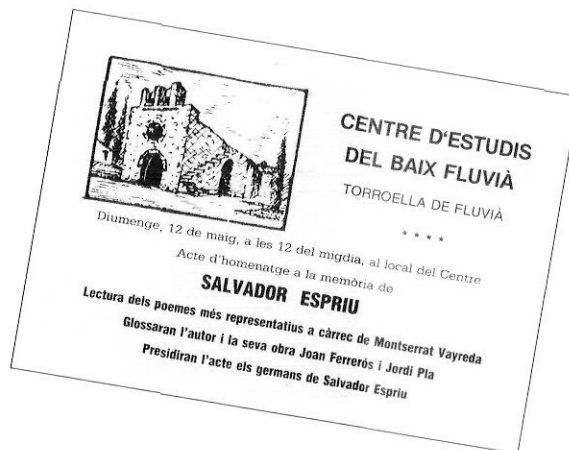 CENTRE D'ESTUDIS
DEL BAIX FLUVIÀ
TORROELLA DE FLUVIÀ
* * * *
Diumenge, 12 de maig, a les 12 del migdia, al local del Centre
Acte d'homenatge a la memòria de
SALVADOR ESPRIU
Lectura dels poemes més representatius a càrrec de Montserrat Vayreda
Glossaran l'autor i la seva obra Joan Ferrerós i Jordi Pla
Presidiran l'acte els germans de Salvador Espriu